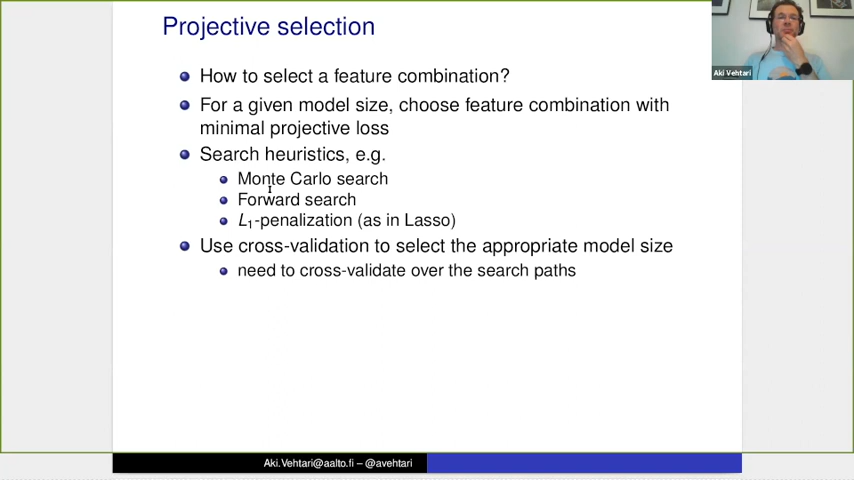 Projective selection
Aki Vehtari
How to select a feature combination?
For a given model size, choose feature combination with
minimal projective loss
Search heuristics, e.g.
Monte Carlo search
Forward search
L1-penalization (as in Lasso)
Use cross-validation to select the appropriate model size
need to cross-validate over the search paths
Aki.Vehtari@aalto.fi – @avehtari